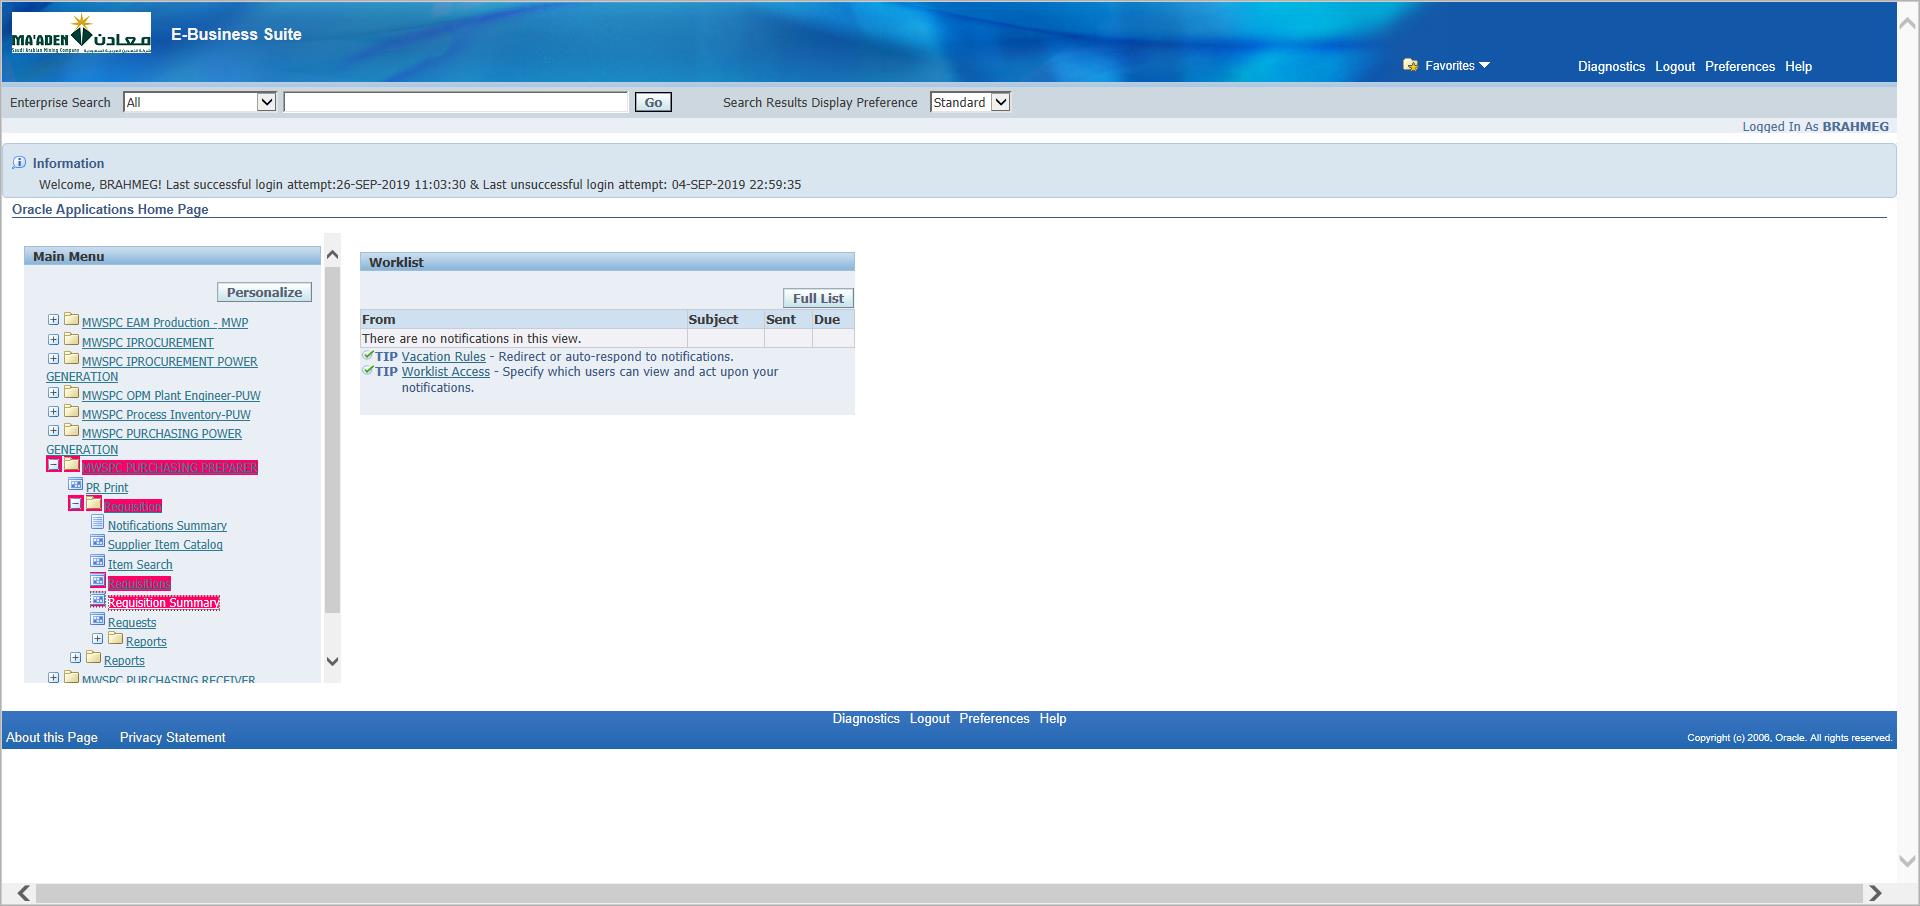 MA'ADEN معادن
Saudi Arabian Mining Company
E-Business Suite
Favorites
Diagnostics Logout Preferences Help
Enterprise Search All Go Search Results Display Preference Standard
Logged In As BRAHMEG
Information
Welcome, BRAHMEG! Last successful login attempt:26-SEP-2019 11:03:30 & Last unsuccessful login attempt: 04-SEP-2019 22:59:35
Oracle Applications Home Page
Main Menu
Personalize
MWSPC EAM Production - MWP
MWSPC IPROCUREMENT
MWSPC IPROCUREMENT POWER
GENERATION
MWSPC OPM Plant Engineer-PUW
MWSPC Process Inventory-PUW
MWSPC PURCHASING POWER
GENERATION
MWSPC PURCHASING PREPARER
PR Print
Requisition
Notifications Summary
Supplier Item Catalog
Item Search
Requisitions
Requisition Summary
Requests
Reports
Reports
MWSPC PURCHASING RECEIVER
Worklist
Full List
From Subject Sent Due
There are no notifications in this view.
TIP Vacation Rules - Redirect or auto-respond to notifications.
TIP Worklist Access - Specify which users can view and act upon your
notifications.
Diagnostics Logout Preferences Help
About this Page Privacy Statement
Copyright (c) 2006, Oracle. All rights reserved.